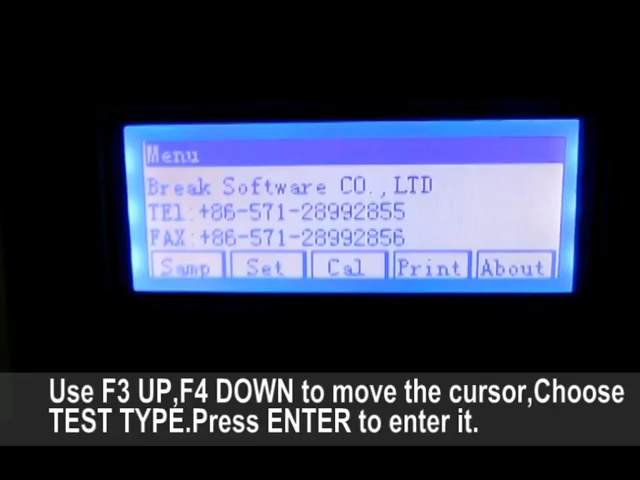 Menu
Break Software CO.,LTD
TEl:+86-571-28992855
FAX:+86-571-28992856
Samp Set Cal Print About
Use F3 UP,F4 DOWN to move the cursor,Choose
TEST TYPE.Press ENTER to enter it.